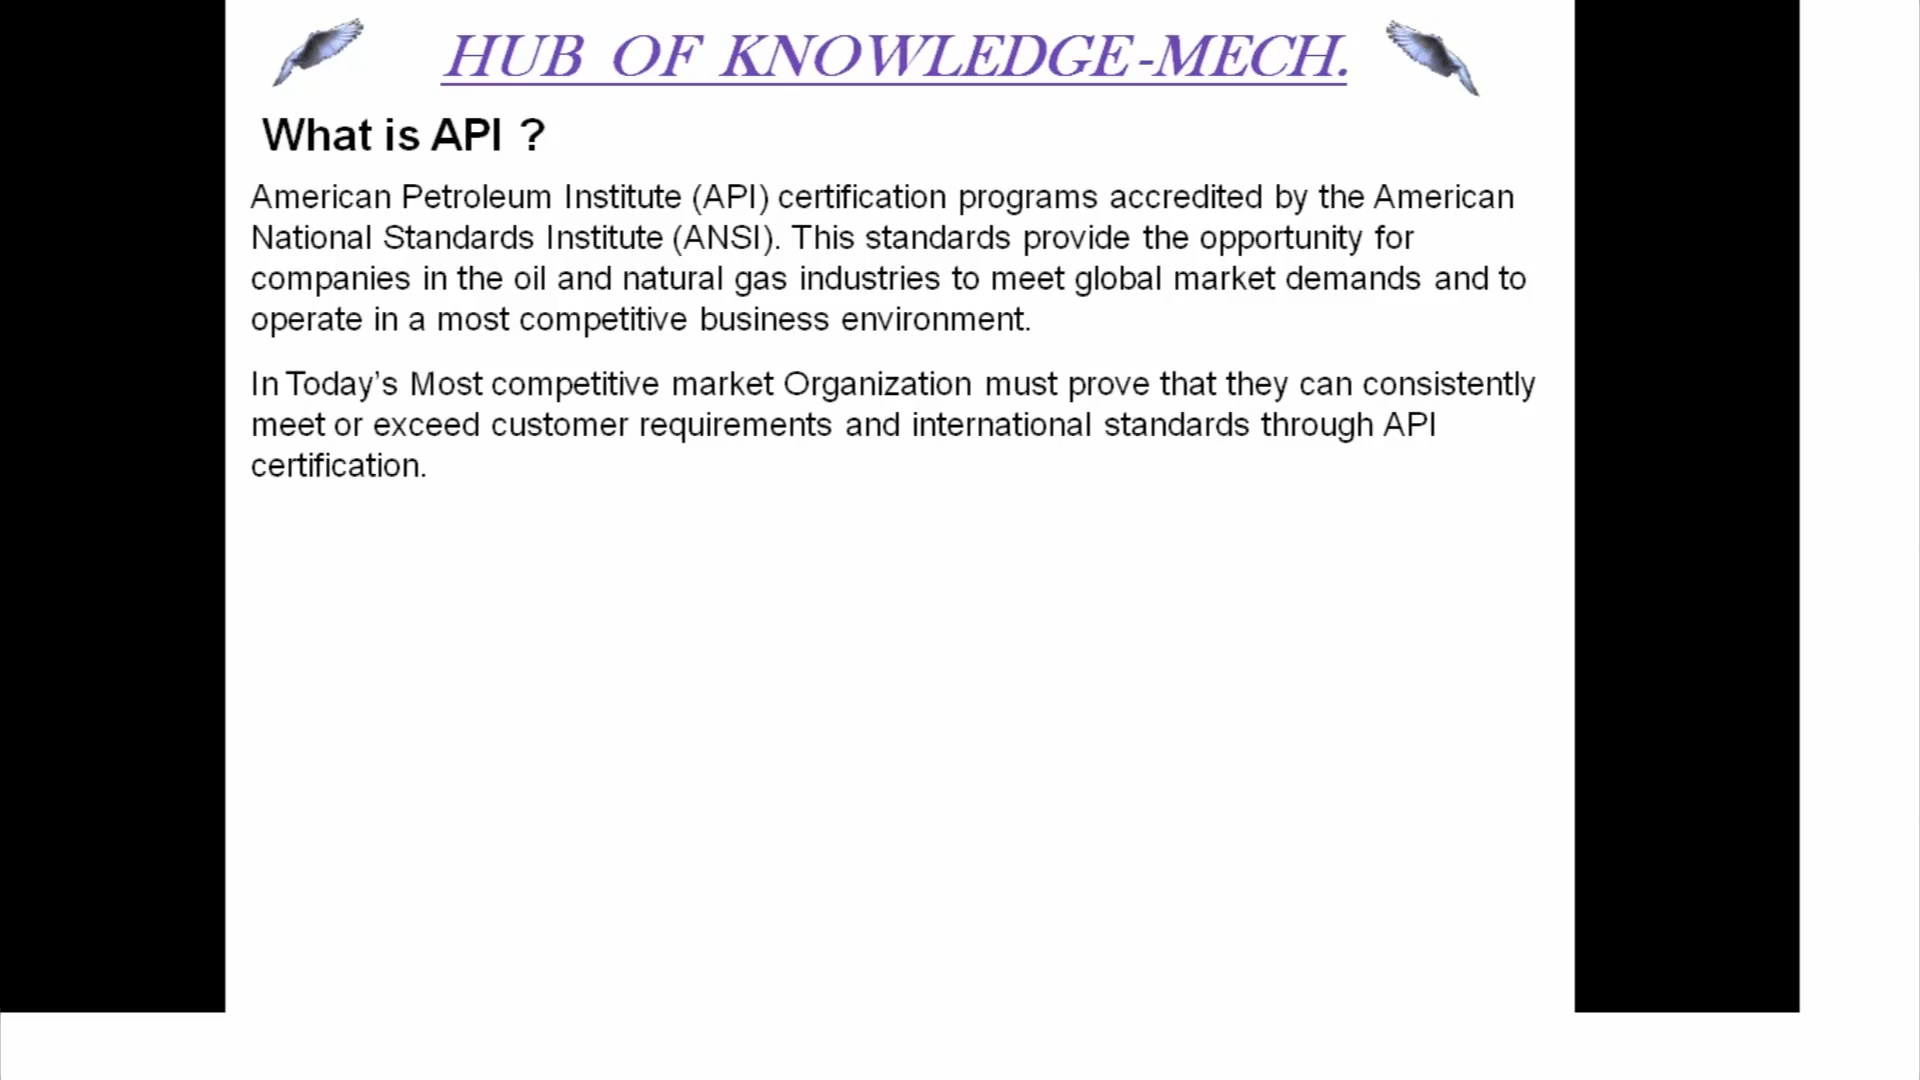 HUB OF KNOWLEDGE-MECH.
What is API ?
American Petroleum Institute (API) certification programs accredited by the American
National Standards Institute (ANSI). This standards provide the opportunity for
companies in the oil and natural gas industries to meet global market demands and to
operate in a most competitive business environment.
In Today’s Most competitive market Organization must prove that they can consistently
meet or exceed customer requirements and international standards through API
certification.